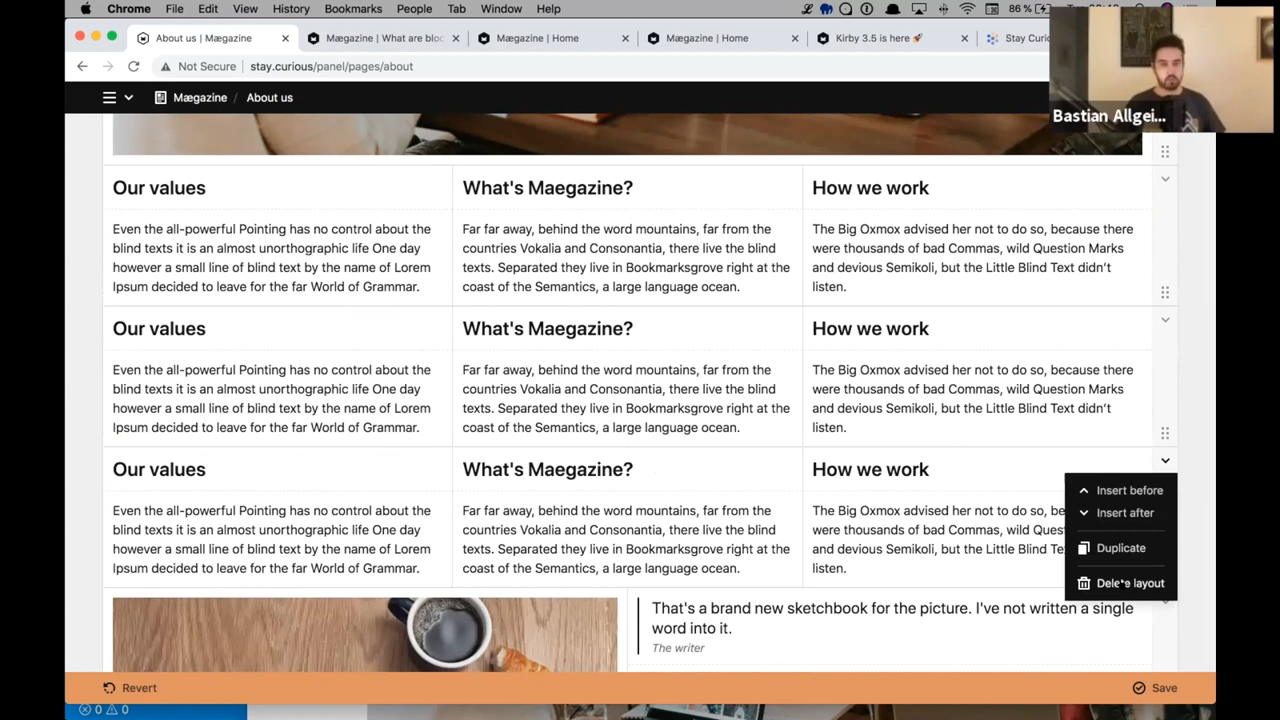 Chrome File Edit View History Bookmarks People Tab Window Help 86 %
About us | Mægazine Mægazine | What are bloc Mægazine | Home Mægazine | Home Kirby 3.5 is here 🚀 Stay Curio
Not Secure stay.curious/panel/pages/about
Mægazine / About us
Bastian Allgei...
Our values What's Maegazine? How we work
Even the all-powerful Pointing has no control about the Far far away, behind the word mountains, far from the The Big Oxmox advised her not to do so, because there
blind texts it is an almost unorthographic life One day countries Vokalia and Consonantia, there live the blind were thousands of bad Commas, wild Question Marks
however a small line of blind text by the name of Lorem texts. Separated they live in Bookmarksgrove right at the and devious Semikoli, but the Little Blind Text didn’t
Ipsum decided to leave for the far World of Grammar. coast of the Semantics, a large language ocean. listen.
Our values What's Maegazine? How we work
Even the all-powerful Pointing has no control about the Far far away, behind the word mountains, far from the The Big Oxmox advised her not to do so, because there
blind texts it is an almost unorthographic life One day countries Vokalia and Consonantia, there live the blind were thousands of bad Commas, wild Question Marks
however a small line of blind text by the name of Lorem texts. Separated they live in Bookmarksgrove right at the and devious Semikoli, but the Little Blind Text didn’t
Ipsum decided to leave for the far World of Grammar. coast of the Semantics, a large language ocean. listen.
Our values What's Maegazine? How we work
Insert before
Even the all-powerful Pointing has no control about the Far far away, behind the word mountains, far from the The Big Oxmox advised her not to do so, be Insert after
blind texts it is an almost unorthographic life One day countries Vokalia and Consonantia, there live the blind were thousands of bad Commas, wild Ques
however a small line of blind text by the name of Lorem texts. Separated they live in Bookmarksgrove right at the and devious Semikoli, but the Little Blind Te Duplicate
Ipsum decided to leave for the far World of Grammar. coast of the Semantics, a large language ocean. listen.
Delete layout
That's a brand new sketchbook for the picture. I've not written a single
word into it.
The writer
Revert Save
0 0